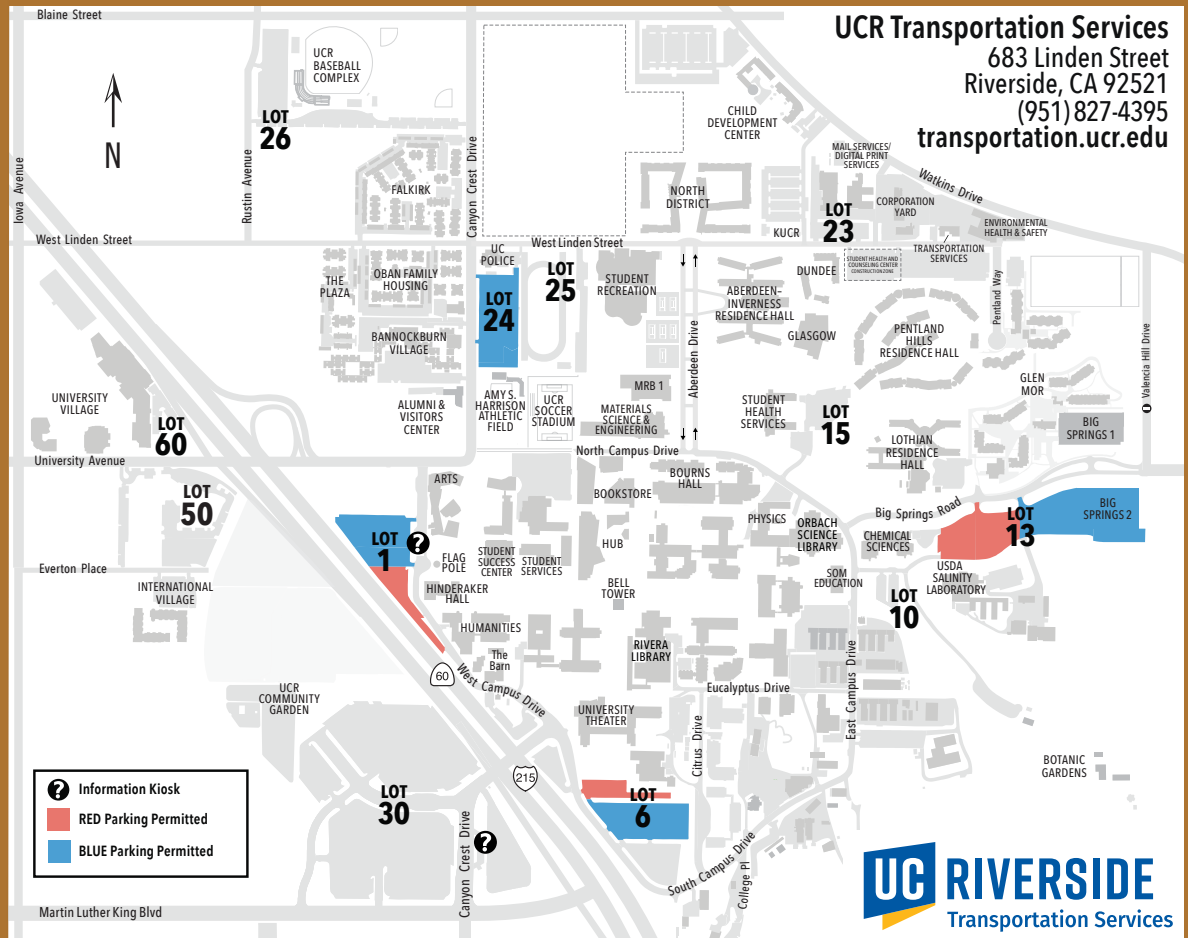 Blaine Street
UCR Transportation Services
683 Linden Street
Riverside, CA 92521
(951) 827-4395
transportation.ucr.edu
UCR
BASEBALL
COMPLEX
N
LOT
26
Iowa Avenue
Rustin Avenue
Canyon Crest Drive
FALKIRK
CHILD
DEVELOPMENT
CENTER
MAIL SERVICES/
DIGITAL PRINT
SERVICES
Watkins Drive
NORTH
DISTRICT
CORPORATION
YARD
LOT
23
KUCR
ENVIRONMENTAL
HEALTH & SAFETY
TRANSPORTATION
SERVICES
West Linden Street
West Linden Street
UC
POLICE
STUDENT HEALTH AND
COUNSELING CENTER
CONSTRUCTION ZONE
THE
PLAZA
OBAN FAMILY
HOUSING
LOT
24
LOT
25
STUDENT
RECREATION
ABERDEEN–
INVERNESS
RESIDENCE HALL
DUNDEE
GLASGOW
PENTLAND
HILLS
RESIDENCE HALL
Pentland Way
Valencia Hill Drive
BANNOCKBURN
VILLAGE
Aberdeen Drive
UNIVERSITY
VILLAGE
LOT
60
ALUMNI &
VISITORS
CENTER
AMY S.
HARRISON
ATHLETIC
FIELD
UCR
SOCCER
STADIUM
MRB 1
MATERIALS
SCIENCE &
ENGINEERING
STUDENT
HEALTH
SERVICES
LOT
15
GLEN
MOR
BIG
SPRINGS 1
LOTHIAN
RESIDENCE
HALL
University Avenue
North Campus Drive
LOT
50
ARTS
BOOKSTORE
BOURNS
HALL
PHYSICS
ORBACH
SCIENCE
LIBRARY
Big Springs Road
CHEMICAL
SCIENCES
LOT
13
BIG
SPRINGS 2
LOT
1
?
FLAG
POLE
STUDENT
SUCCESS
CENTER
STUDENT
SERVICES
HUB
Everton Place
INTERNATIONAL
VILLAGE
HINDERAKER
HALL
BELL
TOWER
SOM
EDUCATION
USDA
SALINITY
LABORATORY
LOT
10
HUMANITIES
The
Barn
RIVERA
LIBRARY
60
West Campus Drive
Eucalyptus Drive
East Campus Drive
UCR
COMMUNITY
GARDEN
UNIVERSITY
THEATER
Citrus Drive
BOTANIC
GARDENS
215
? Information Kiosk
RED Parking Permitted
BLUE Parking Permitted
LOT
30
LOT
6
Canyon Crest Drive
?
South Campus Drive
College Pl
Martin Luther King Blvd
UC RIVERSIDE
Transportation Services